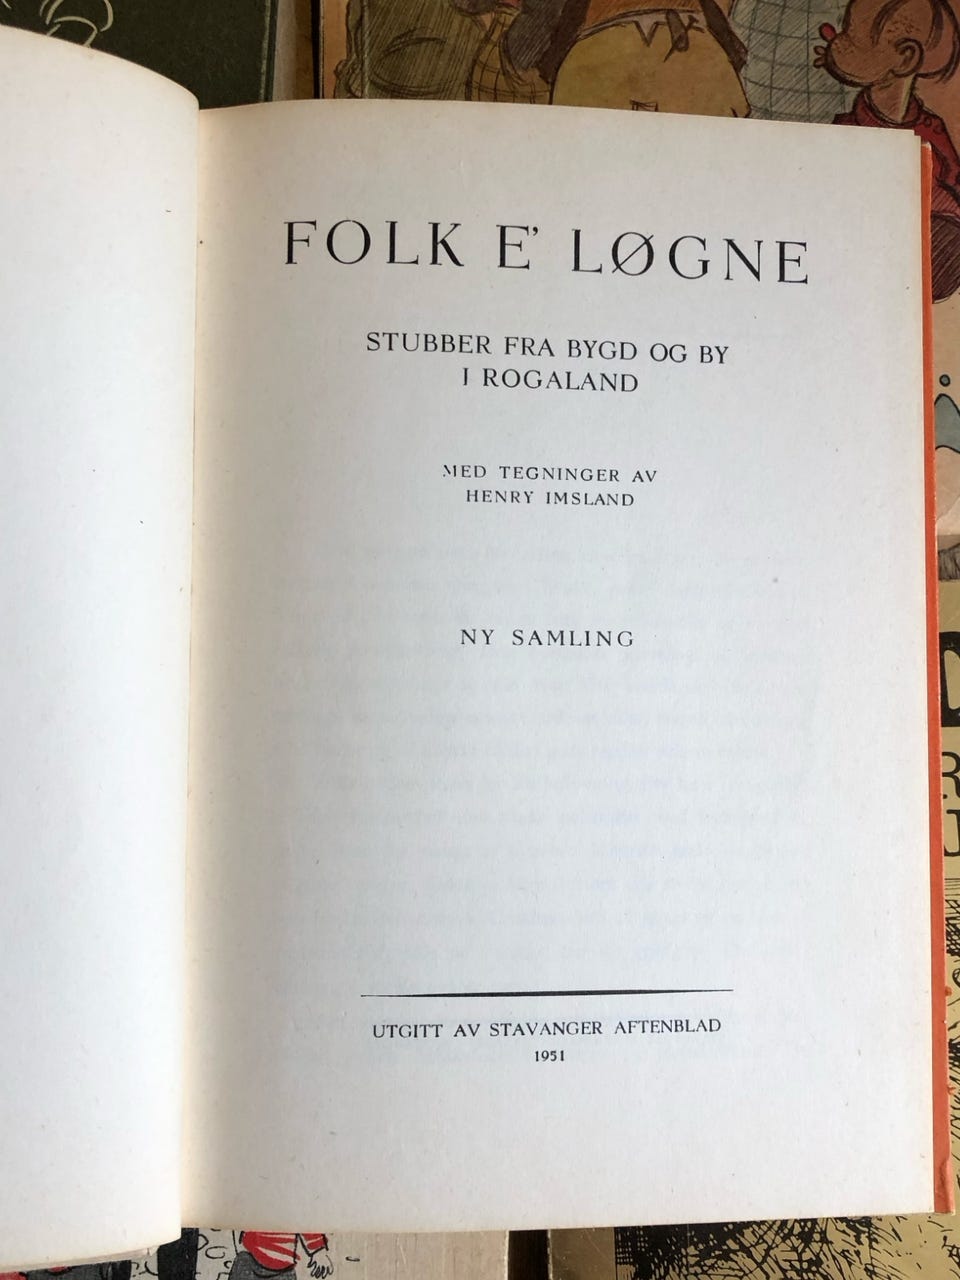 FOLK E’ LØGNE
STUBBER FRA BYGD OG BY
I ROGALAND
MED TEGNINGER AV
HENRY IMSLAND
NY SAMLING
UTGITT AV STAVANGER AFTENBLAD
1951